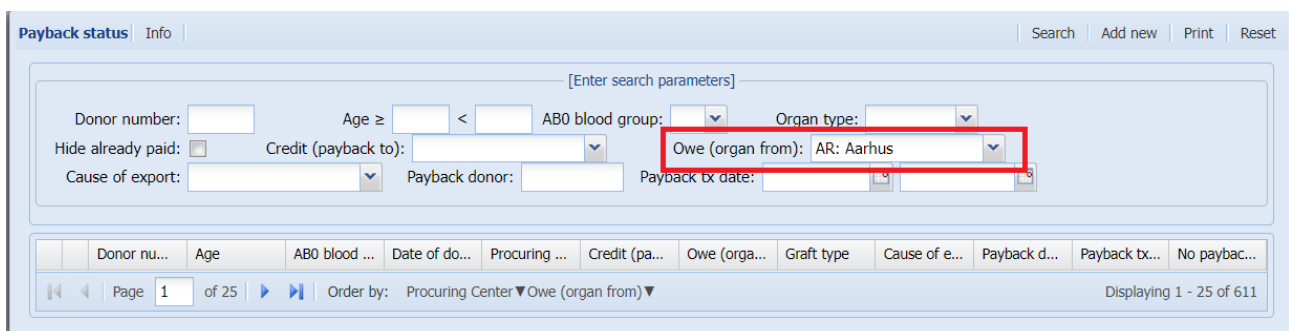 Payback status Info Search Add new Print Reset
[Enter search parameters]
Donor number: Age ≥ < AB0 blood group: Organ type:
Hide already paid: Credit (payback to): Owe (organ from): AR: Aarhus
Cause of export: Payback donor: Payback tx date:
Donor nu... Age AB0 blood ... Date of do... Procuring ... Credit (pa... Owe (orga... Graft type Cause of e... Payback d... Payback tx... No paybac...
Page 1 of 25 Order by: Procuring Center▼Owe (organ from)▼ Displaying 1 - 25 of 611